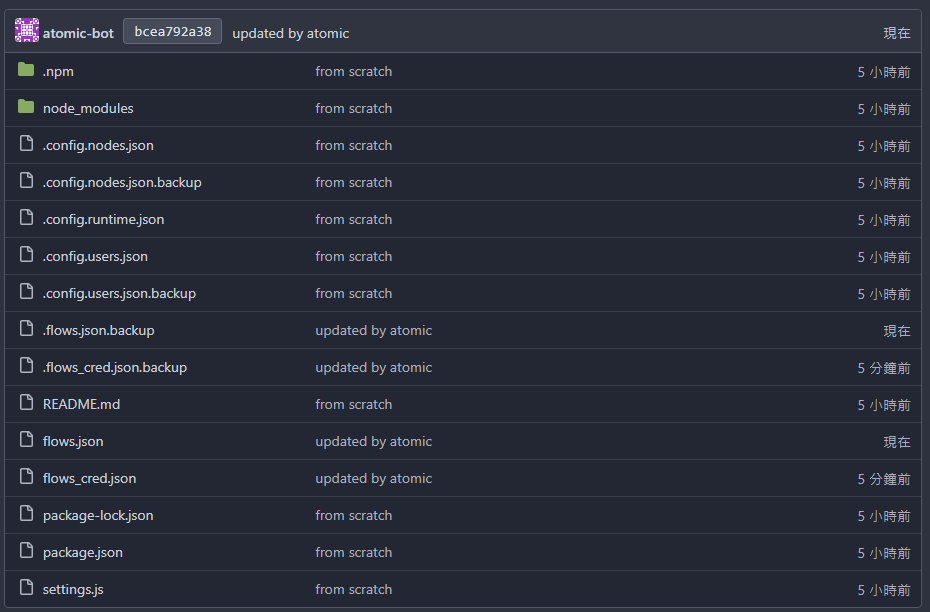 atomic-bot bcea792a38 updated by atomic 現在
.npm from scratch 5 小時前
node_modules from scratch 5 小時前
.config.nodes.json from scratch 5 小時前
.config.nodes.json.backup from scratch 5 小時前
.config.runtime.json from scratch 5 小時前
.config.users.json from scratch 5 小時前
.config.users.json.backup from scratch 5 小時前
.flows.json.backup updated by atomic 現在
.flows_cred.json.backup updated by atomic 5 分鐘前
README.md from scratch 5 小時前
flows.json updated by atomic 現在
flows_cred.json updated by atomic 5 分鐘前
package-lock.json from scratch 5 小時前
package.json from scratch 5 小時前
settings.js from scratch 5 小時前